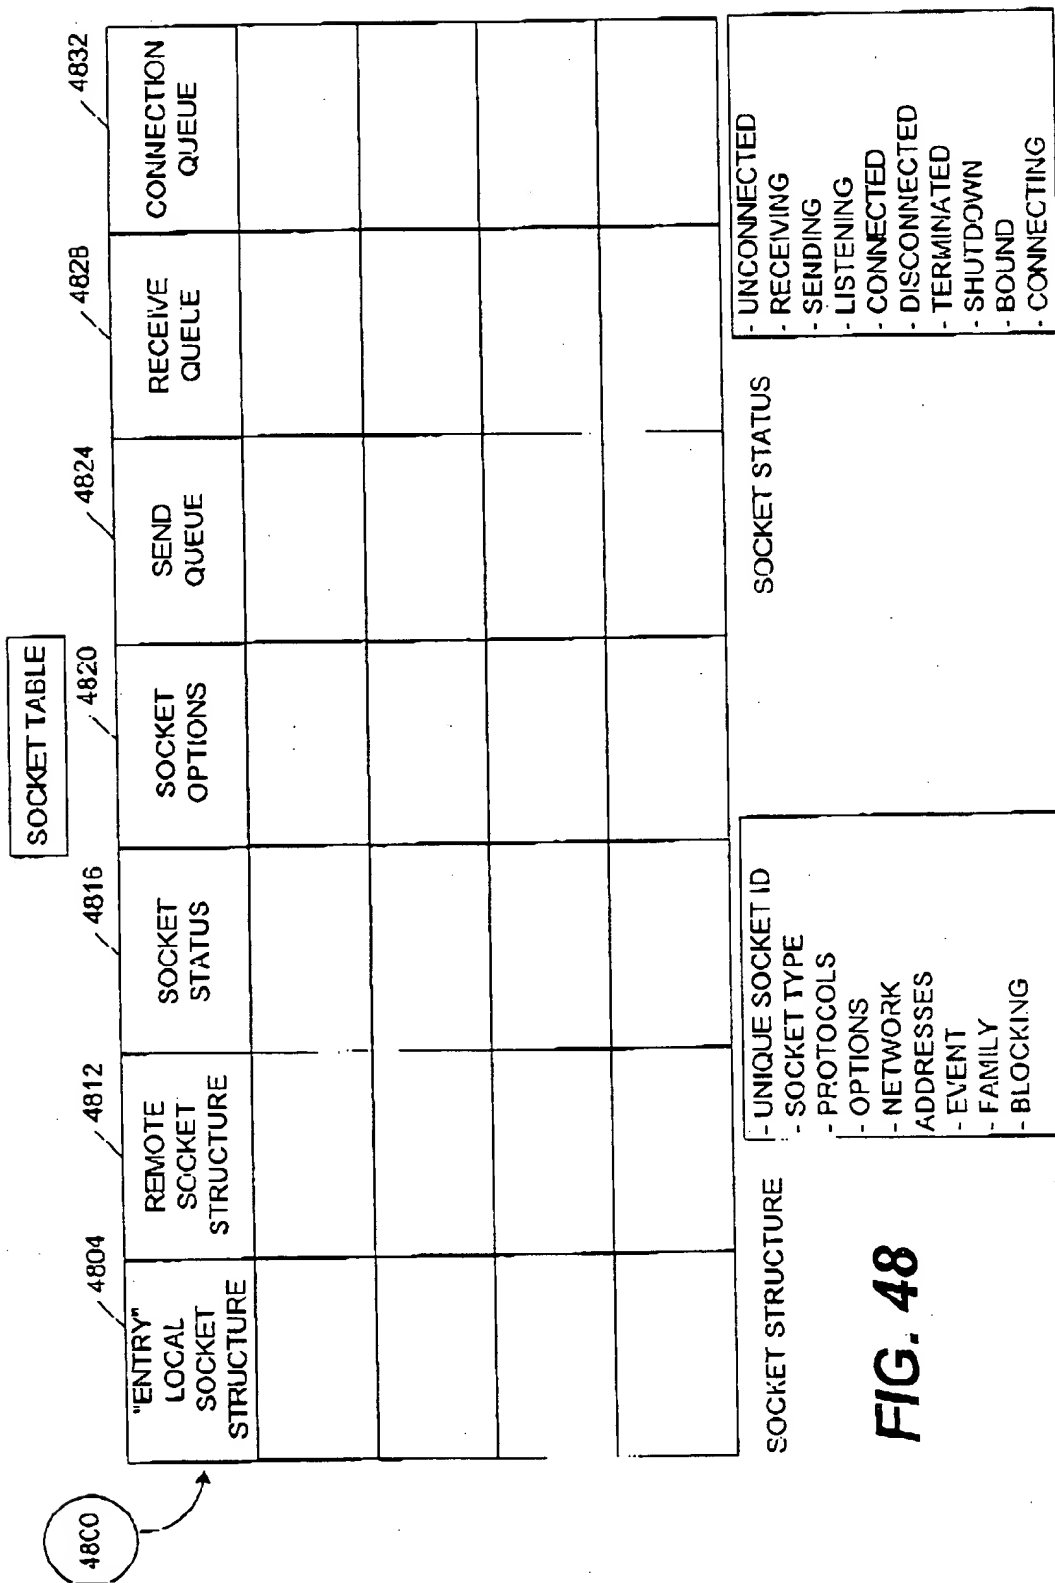 SOCKET TABLE
4800
4804
4812
4816
4820
4824
4828
4832
"ENTRY"
LOCAL
SOCKET
STRUCTURE
REMOTE
SOCKET
STRUCTURE
SOCKET
STATUS
SOCKET
OPTIONS
SEND
QUEUE
RECEIVE
QUEUE
CONNECTION
QUEUE
SOCKET STRUCTURE
- UNIQUE SOCKET ID
- SOCKET TYPE
- PROTOCOLS
- OPTIONS
- NETWORK
ADDRESSES
- EVENT
- FAMILY
- BLOCKING
SOCKET STATUS
- UNCONNECTED
- RECEIVING
- SENDING
- LISTENING
- CONNECTED
- DISCONNECTED
- TERMINATED
- SHUTDOWN
- BOUND
- CONNECTING
FIG. 48